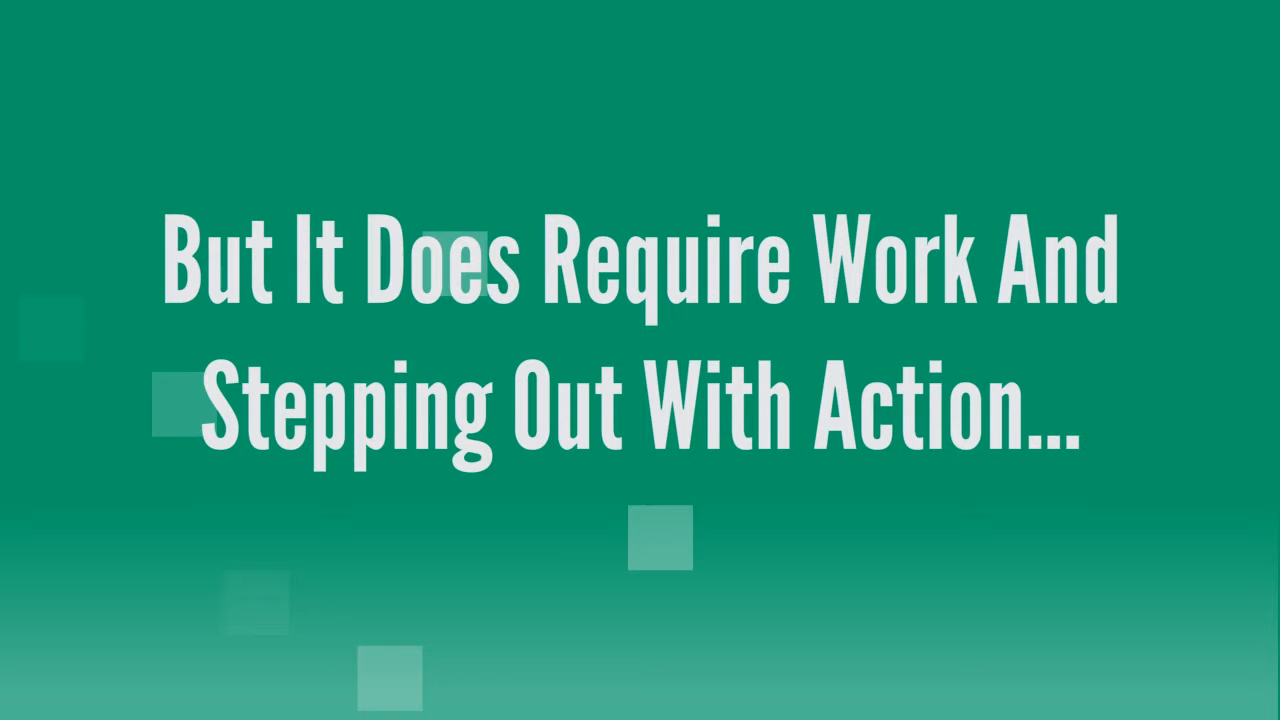 But It Does Require Work And
Stepping Out With Action...